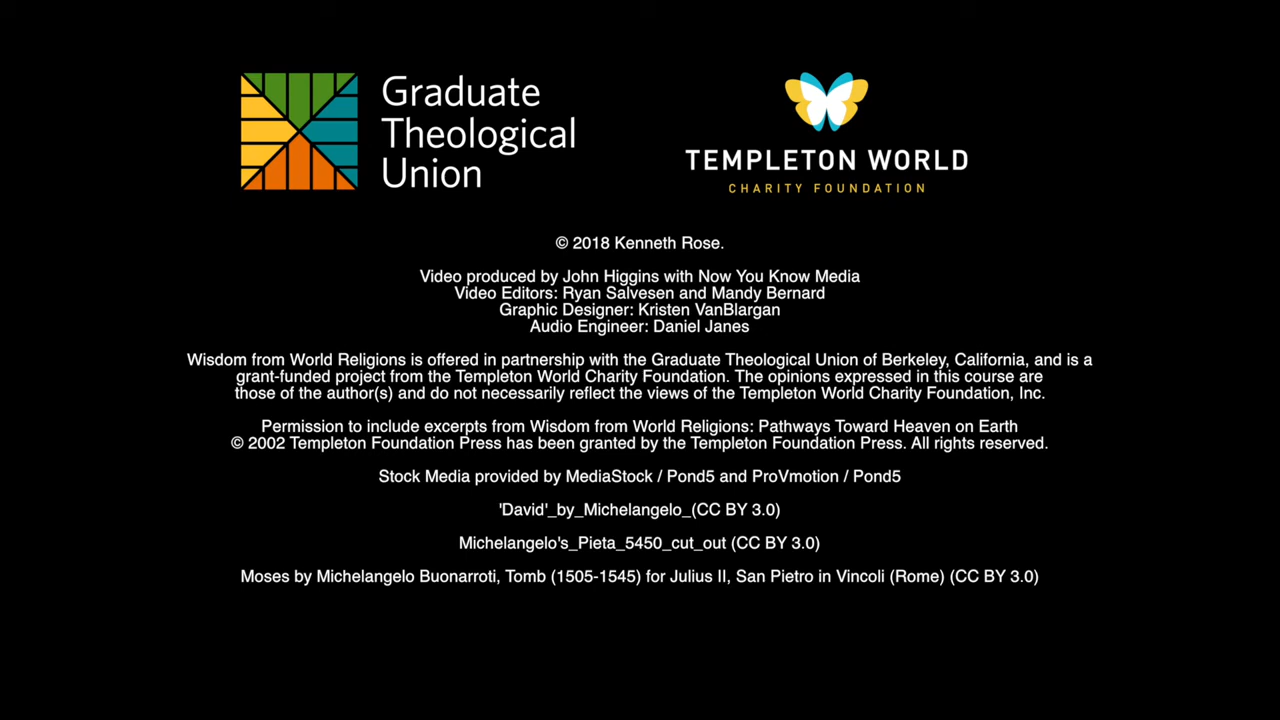 Graduate
Theological
Union
TEMPLETON WORLD
CHARITY FOUNDATION
© 2018 Kenneth Rose.
Video produced by John Higgins with Now You Know Media
Video Editors: Ryan Salvesen and Mandy Bernard
Graphic Designer: Kristen VanBlargan
Audio Engineer: Daniel Janes
Wisdom from World Religions is offered in partnership with the Graduate Theological Union of Berkeley, California, and is a
grant-funded project from the Templeton World Charity Foundation. The opinions expressed in this course are
those of the author(s) and do not necessarily reflect the views of the Templeton World Charity Foundation, Inc.
Permission to include excerpts from Wisdom from World Religions: Pathways Toward Heaven on Earth
© 2002 Templeton Foundation Press has been granted by the Templeton Foundation Press. All rights reserved.
Stock Media provided by MediaStock / Pond5 and ProVmotion / Pond5
'David'_by_Michelangelo_(CC BY 3.0)
Michelangelo's_Pieta_5450_cut_out (CC BY 3.0)
Moses by Michelangelo Buonarroti, Tomb (1505-1545) for Julius II, San Pietro in Vincoli (Rome) (CC BY 3.0)